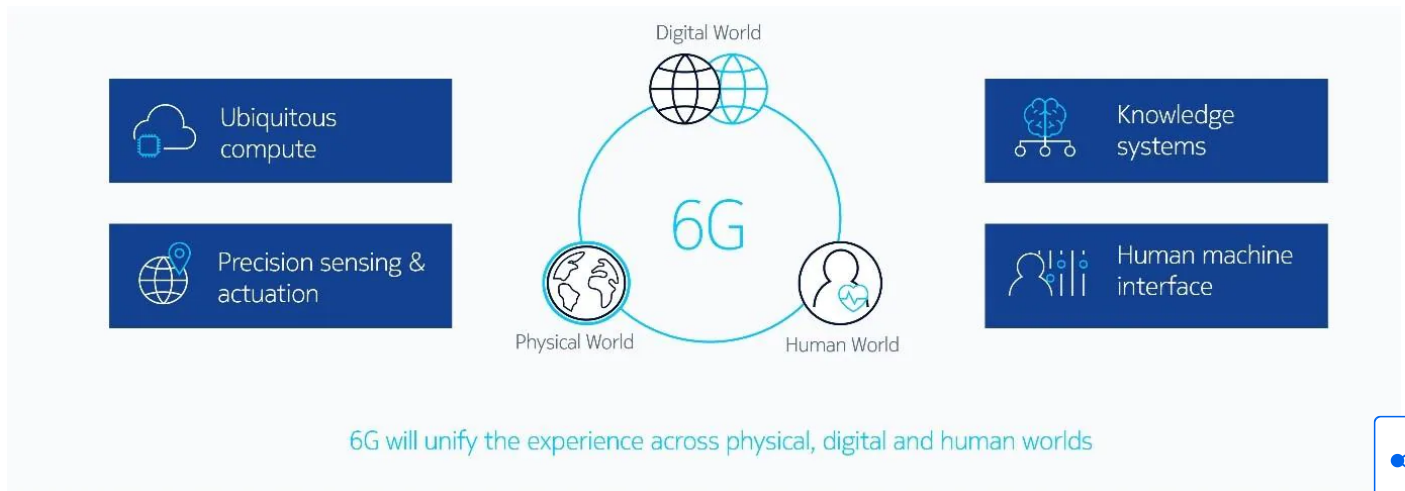 Digital World
Ubiquitous
compute
Precision sensing &
actuation
6G
Physical World
Human World
Knowledge
systems
Human machine
interface
6G will unify the experience across physical, digital and human worlds